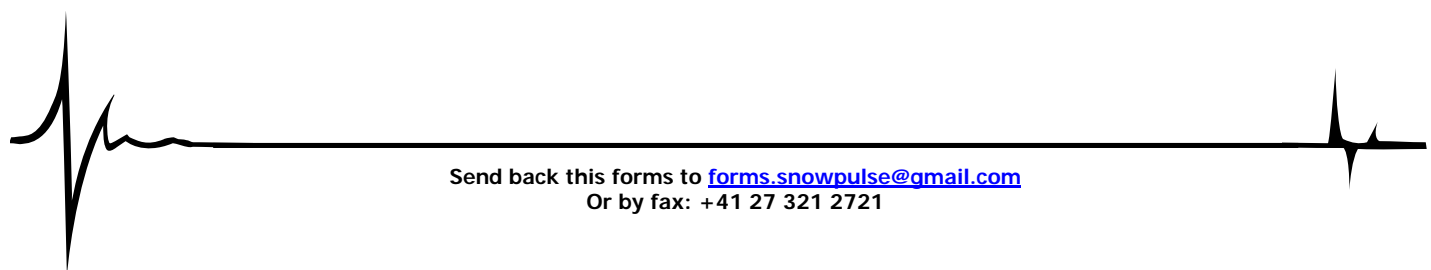 Send back this forms to forms.snowpulse@gmail.com
Or by fax: +41 27 321 2721